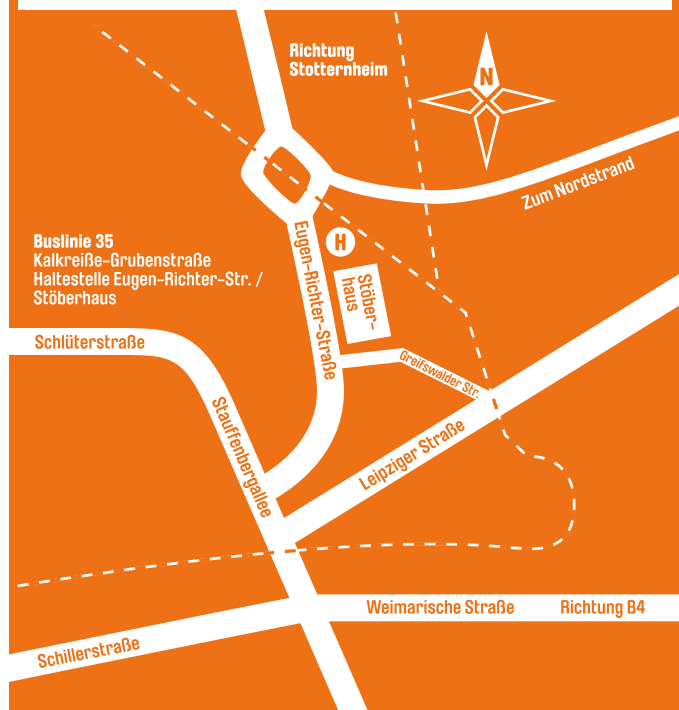 Richtung
Stotternheim
N
Zum Nordstrand
Buslinie 35
Kalkreiße-Grubenstraße
Haltestelle Eugen-Richter-Str. /
Stöberhaus
H
Eugen-Richter-Straße
Stöber-
haus
Schlüterstraße
Greifswalder Str.
Stauffenbergallee
Leipziger Straße
Weimarische Straße
Richtung B4
Schillerstraße